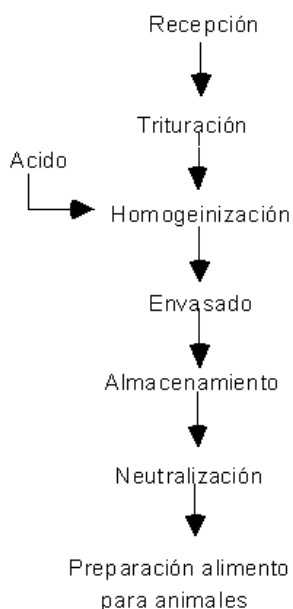 Recepción
Trituración
Acido
Homogeinización
Envasado
Almacenamiento
Neutralización
Preparación alimento
para animales